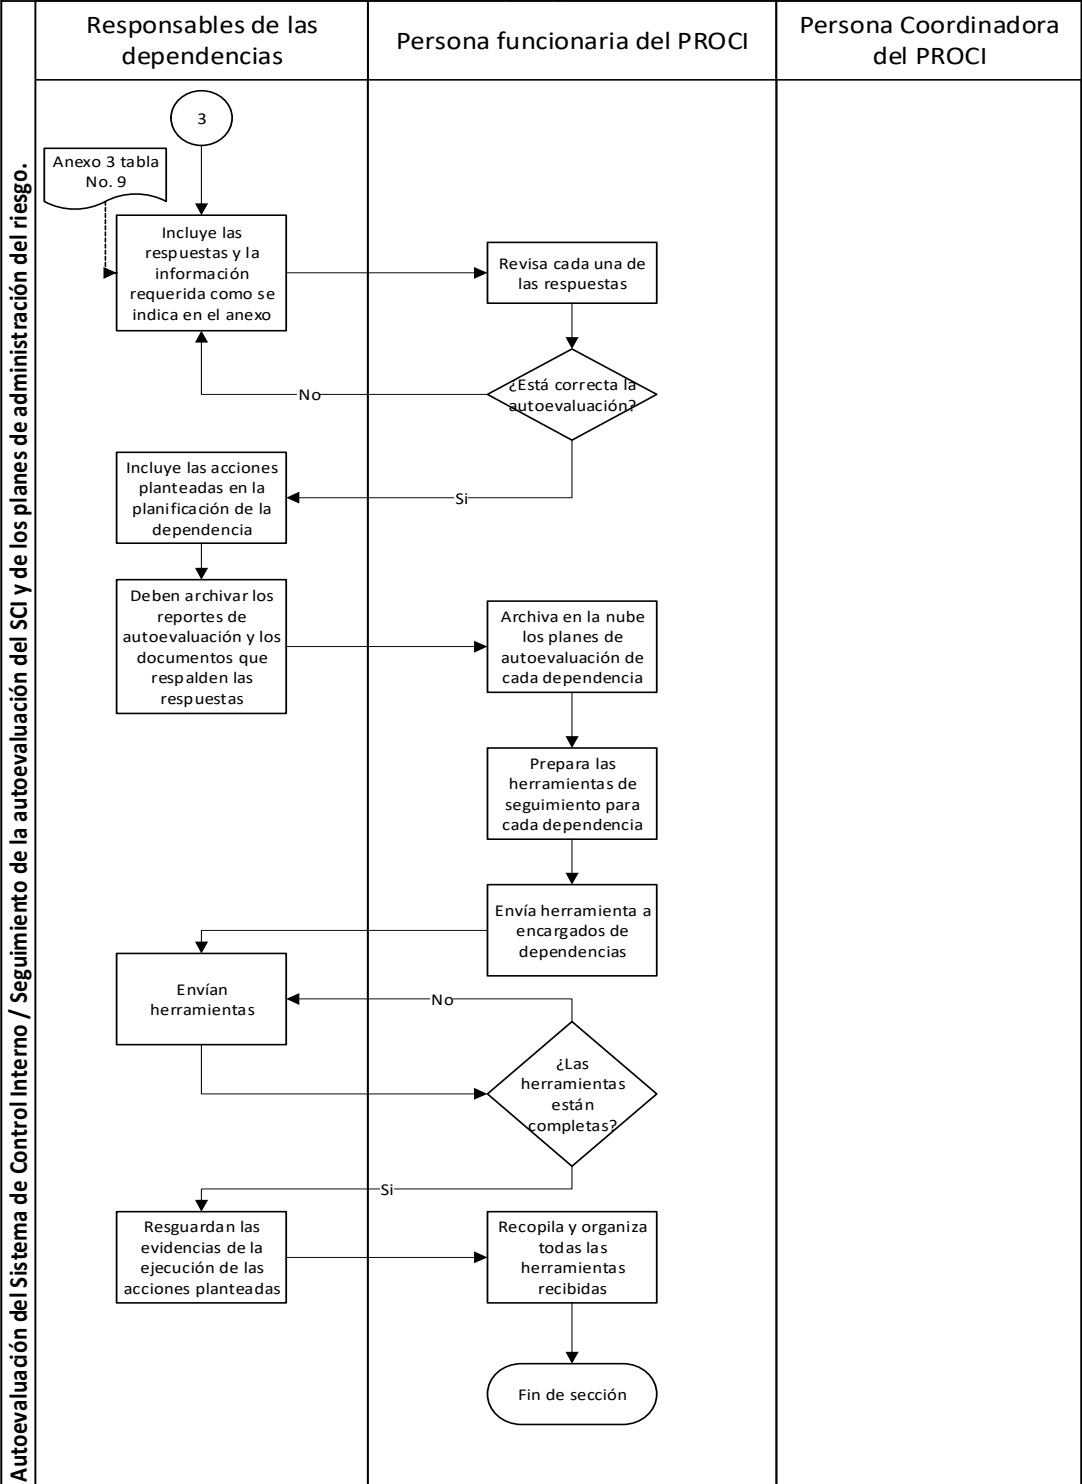 Autoevaluación del Sistema de Control Interno / Seguimiento de la autoevaluación del SCI y de los planes de administración del riesgo.
Responsables de las
dependencias
Persona funcionaria del PROCI
Persona Coordinadora
del PROCI
3
Anexo 3 tabla
No. 9
Incluye las
respuestas y la
información
requerida como se
indica en el anexo
Revisa cada una de
las respuestas
¿Está correcta la
autoevaluación?
No
Si
Incluye las acciones
planteadas en la
planificación de la
dependencia
Deben archivar los
reportes de
autoevaluación y los
documentos que
respalden las
respuestas
Archiva en la nube
los planes de
autoevaluación de
cada dependencia
Prepara las
herramientas de
seguimiento para
cada dependencia
Envía herramienta a
encargados de
dependencias
Envían
herramientas
No
¿Las
herramientas
están
completas?
Si
Resguardan las
evidencias de la
ejecución de las
acciones planteadas
Recopila y organiza
todas las
herramientas
recibidas
Fin de sección